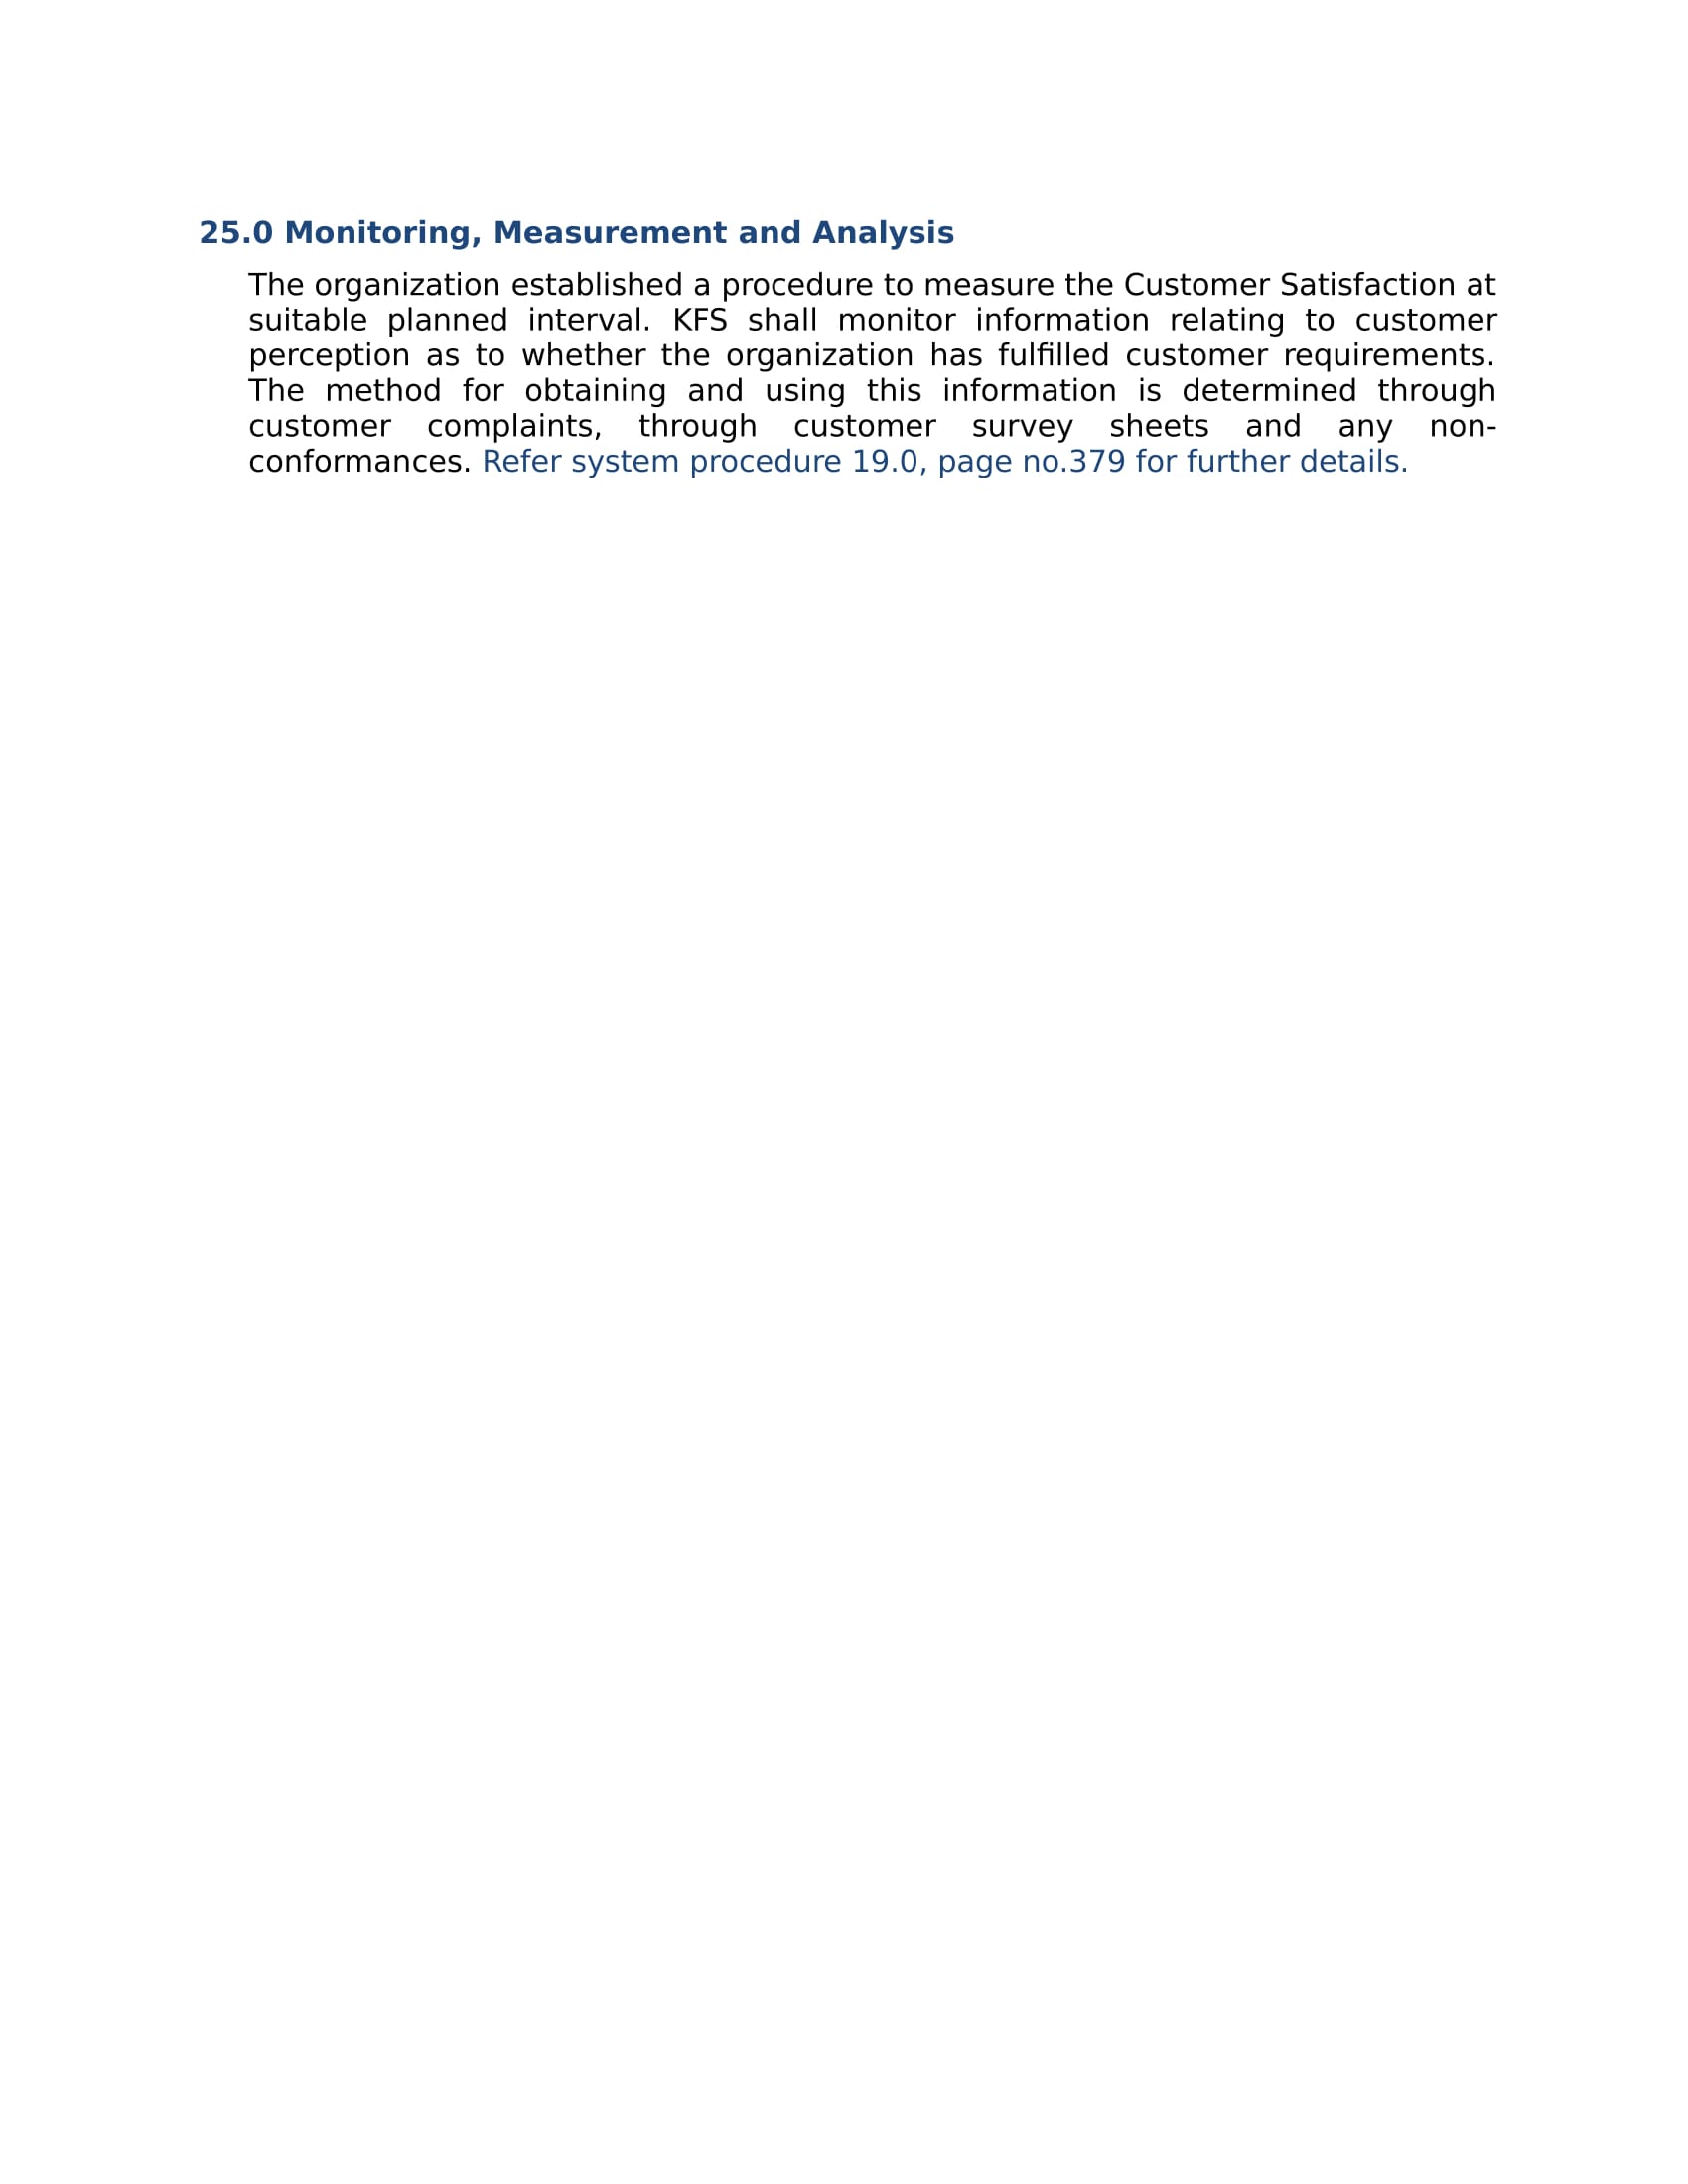 25.0 Monitoring, Measurement and Analysis
The organization established a procedure to measure the Customer Satisfaction at
suitable planned interval. KFS shall monitor information relating to customer
perception as to whether the organization has fulfilled customer requirements.
The method for obtaining and using this information is determined through
customer complaints, through customer survey sheets and any non-
conformances. Refer system procedure 19.0, page no.379 for further details.